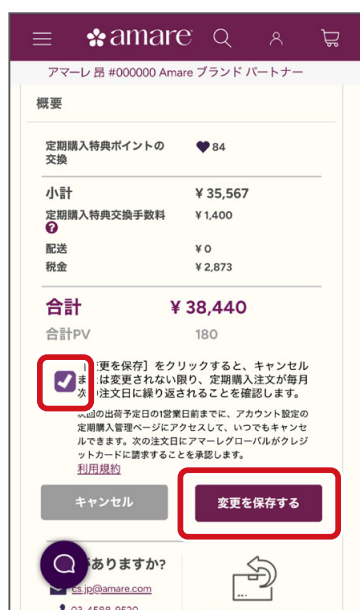 amare
アマーレ 昂 #000000 Amare ブランド パートナー
概要
定期購入特典ポイントの 84
交換
小計 ¥ 35,567
定期購入特典交換手数料 ¥ 1,400
?
配送 ¥ 0
税金 ¥ 2,873
合計 ¥ 38,440
合計PV 180
更を保存］をクリックすると、キャンセル
は変更されない限り、定期購入注文が毎月
注文日に繰り返されることを確認します。
回の出荷予定日の1営業日前までに、アカウント設定の
定期購入管理ページにアクセスして、いつでもキャンセ
ルできます。次の注文日にアマーレグローバルがクレジ
ットカードに請求することを承認します。
利用規約
キャンセル 変更を保存する
がありますか?
cs.jp@amare.com